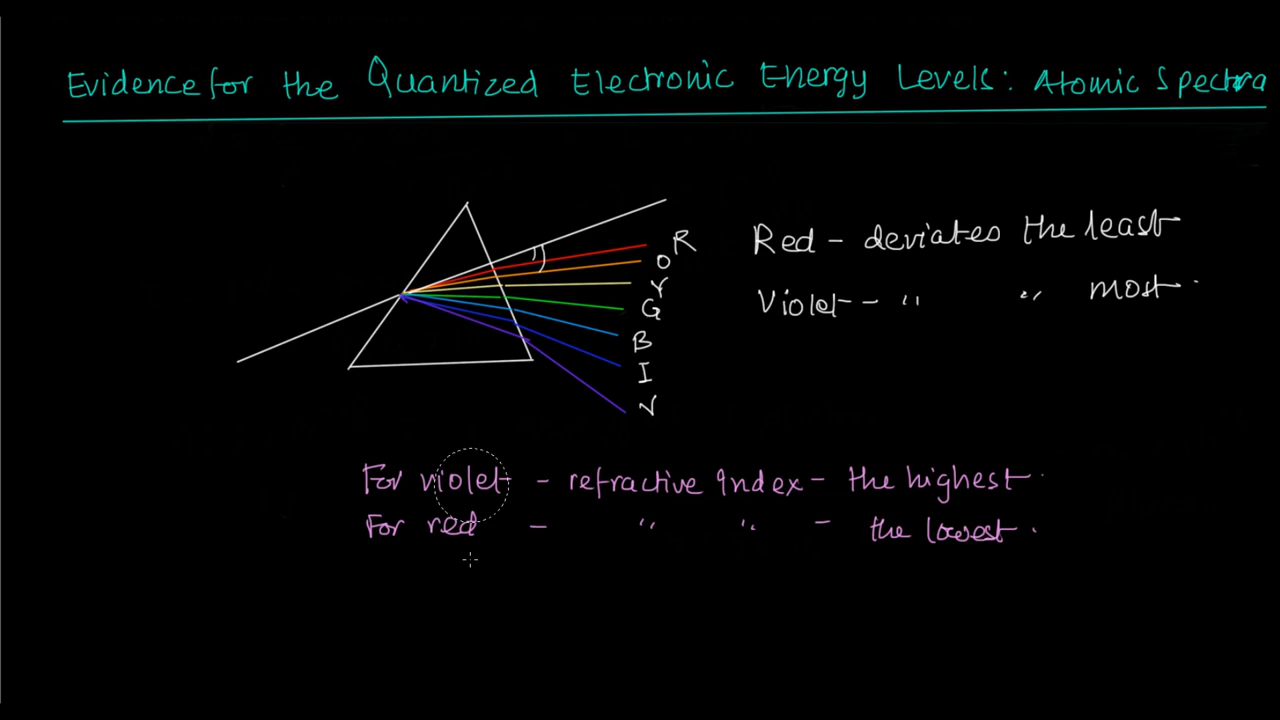 Evidence for the Quantized Electronic Energy Levels: Atomic Spectra
R
O
Y
G
B
I
V
Red - deviates the least
Violet - " " most.
For violet - refractive Index - the highest.
For red - " " - the lowest.